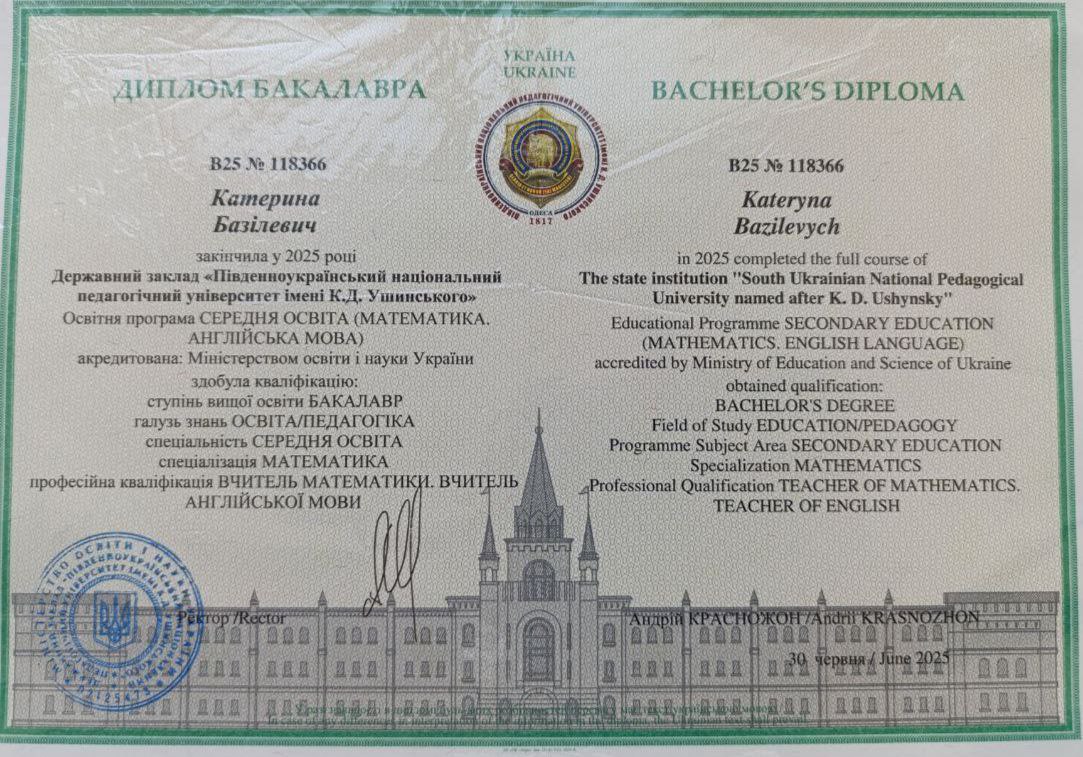 УКРАЇНА
UKRAINE
ДИПЛОМ БАКАЛАВРА
B25 № 118366
Катерина
Базілевич
закінчила у 2025 році
Державний заклад «Південноукраїнський національний
педагогічний університет імені К.Д. Ушинського»
Освітня програма СЕРЕДНЯ ОСВІТА (МАТЕМАТИКА.
АНГЛІЙСЬКА МОВА)
акредитована: Міністерством освіти і науки України
здобула кваліфікацію:
ступінь вищої освіти БАКАЛАВР
галузь знань ОСВІТА/ПЕДАГОГІКА
спеціальність СЕРЕДНЯ ОСВІТА
спеціалізація МАТЕМАТИКА
професійна кваліфікація ВЧИТЕЛЬ МАТЕМАТИКИ. ВЧИТЕЛЬ
АНГЛІЙСЬКОЇ МОВИ
BACHELOR'S DIPLOMA
B25 № 118366
Kateryna
Bazilevych
in 2025 completed the full course of
The state institution "South Ukrainian National Pedagogical
University named after K. D. Ushynsky"
Educational Programme SECONDARY EDUCATION
(MATHEMATICS. ENGLISH LANGUAGE)
accredited by Ministry of Education and Science of Ukraine
obtained qualification:
BACHELOR'S DEGREE
Field of Study EDUCATION/PEDAGOGY
Programme Subject Area SECONDARY EDUCATION
Specialization MATHEMATICS
Professional Qualification TEACHER OF MATHEMATICS.
TEACHER OF ENGLISH
ОДЕСА
1817
Ректор /Rector
Андрій КРАСНОЖОН /Andrii KRASNOZHON
30 червня / June 2025